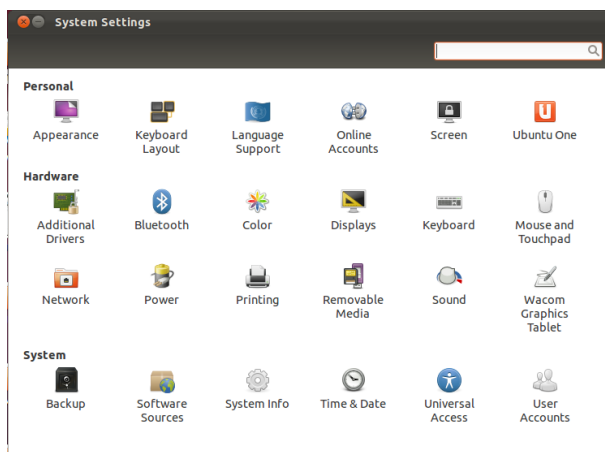 System Settings
Personal
Appearance
Keyboard Layout
Language Support
Online Accounts
Screen
Ubuntu One
Hardware
Additional Drivers
Bluetooth
Color
Displays
Keyboard
Mouse and Touchpad
Network
Power
Printing
Removable Media
Sound
Wacom Graphics Tablet
System
Backup
Software Sources
System Info
Time & Date
Universal Access
User Accounts